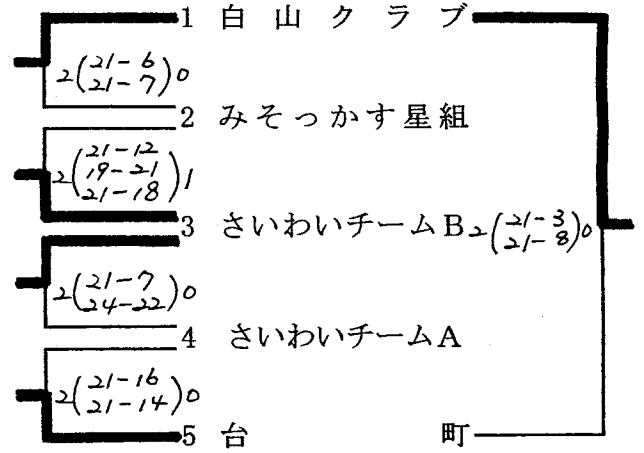 1 白山クラブ
2(21-6 21-7)0
2 みそっかす星組
2(21-12 19-21 21-18)1
3 さいわいチームB
2(21-3 21-8)0
2(21-7 24-22)0
4 さいわいチームA
2(21-16 21-14)0
5 台町